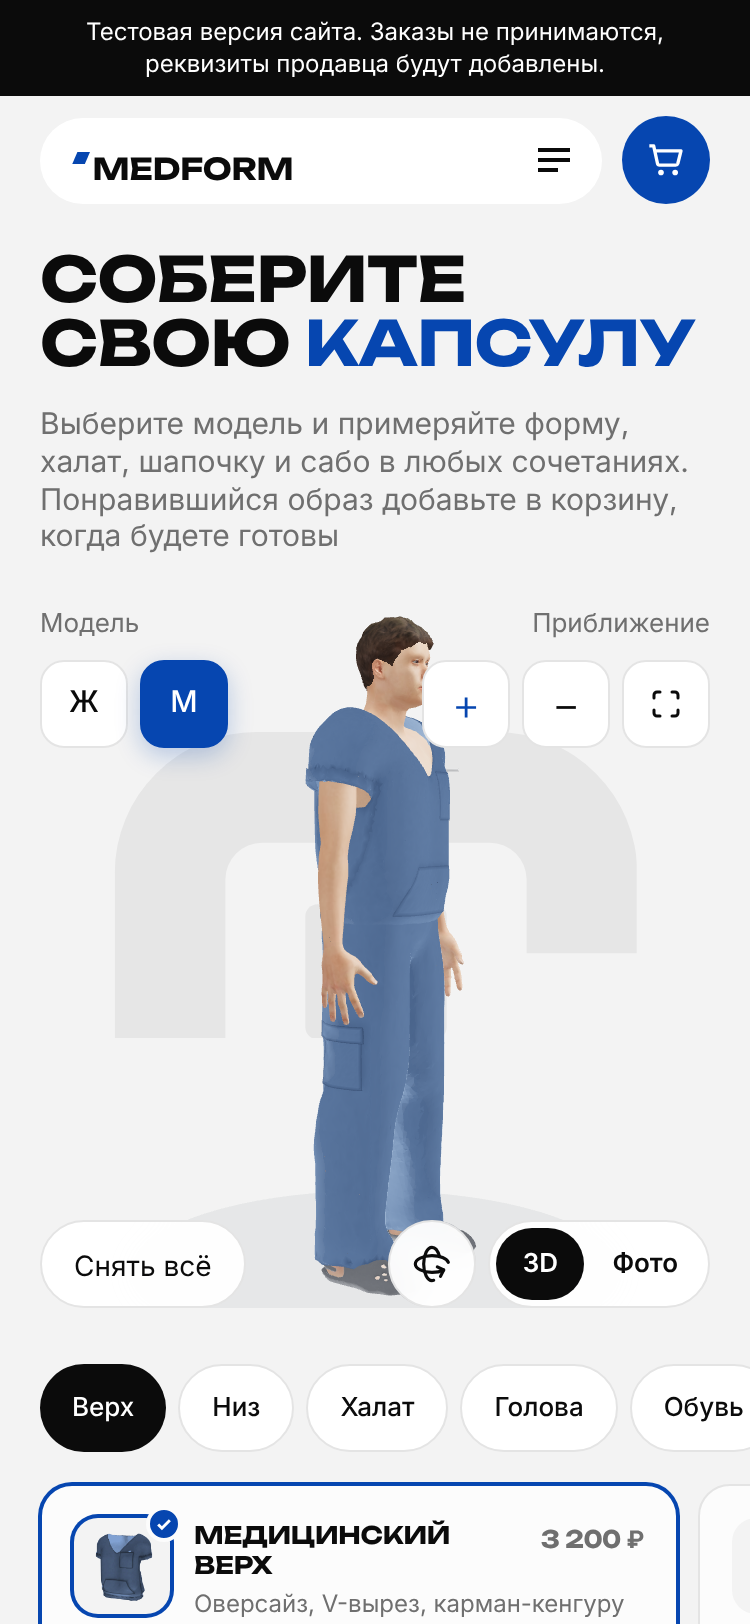 Тестовая версия сайта. Заказы не принимаются,
реквизиты продавца будут добавлены.
MEDFORM
СОБЕРИТЕ
СВОЮ КАПСУЛУ
Выберите модель и примеряйте форму,
халат, шапочку и сабо в любых сочетаниях.
Понравившийся образ добавьте в корзину,
когда будете готовы
Модель
Приближение
Ж
М
+
−
Снять всё
3D
Фото
Верх
Низ
Халат
Голова
Обувь
МЕДИЦИНСКИЙ
ВЕРХ
3 200 ₽
Оверсайз, V-вырез, карман-кенгуру